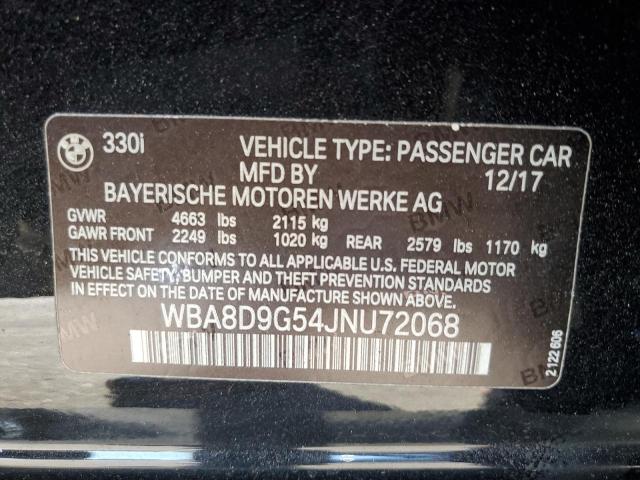 330i VEHICLE TYPE: PASSENGER CAR
MFD BY 12/17
BAYERISCHE MOTOREN WERKE AG
GVWR 4663 lbs 2115 kg
GAWR FRONT 2249 lbs 1020 kg REAR 2579 lbs 1170 kg
THIS VEHICLE CONFORMS TO ALL APPLICABLE U.S. FEDERAL MOTOR
VEHICLE SAFETY, BUMPER AND THEFT PREVENTION STANDARDS
IN EFFECT ON THE DATE OF MANUFACTURE SHOWN ABOVE.
WBA8D9G54JNU72068
2 122 606